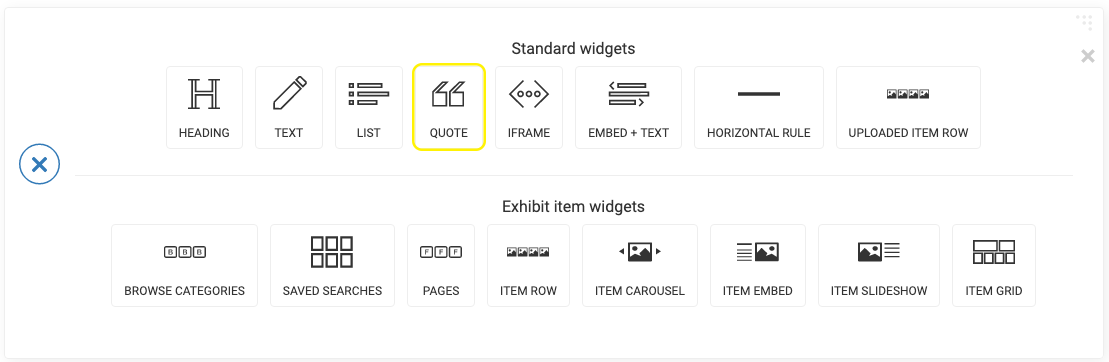 Standard widgets
HEADING TEXT LIST QUOTE IFRAME EMBED + TEXT HORIZONTAL RULE UPLOADED ITEM ROW
Exhibit item widgets
B B B F F F
BROWSE CATEGORIES SAVED SEARCHES PAGES ITEM ROW ITEM CAROUSEL ITEM EMBED ITEM SLIDESHOW ITEM GRID